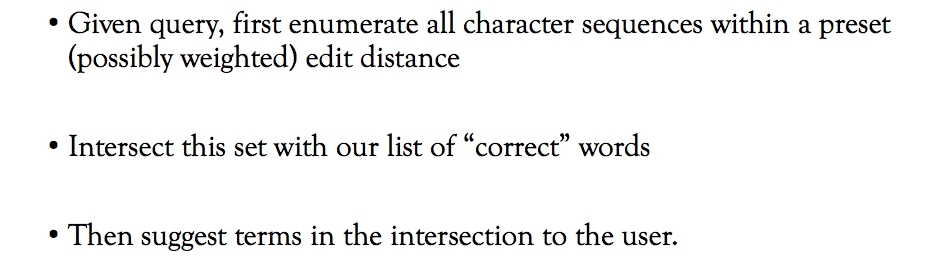 • Given query, first enumerate all character sequences within a preset
(possibly weighted) edit distance
• Intersect this set with our list of “correct” words
• Then suggest terms in the intersection to the user.